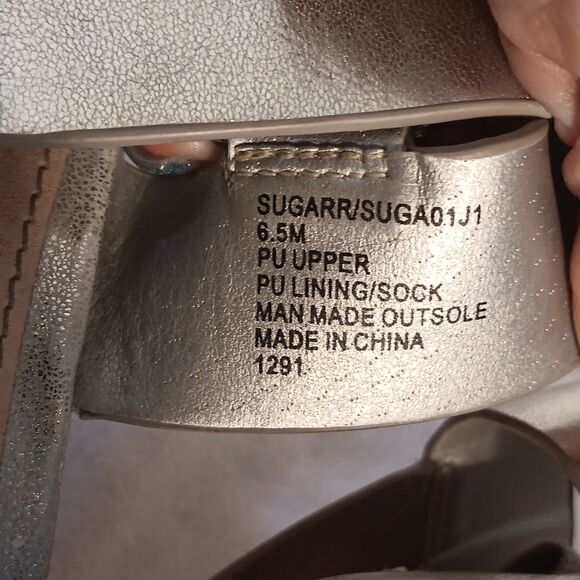 SUGARR/SUGA01J1
6.5M
PU UPPER
PU LINING/SOCK
MAN MADE OUTSOLE
MADE IN CHINA
1291